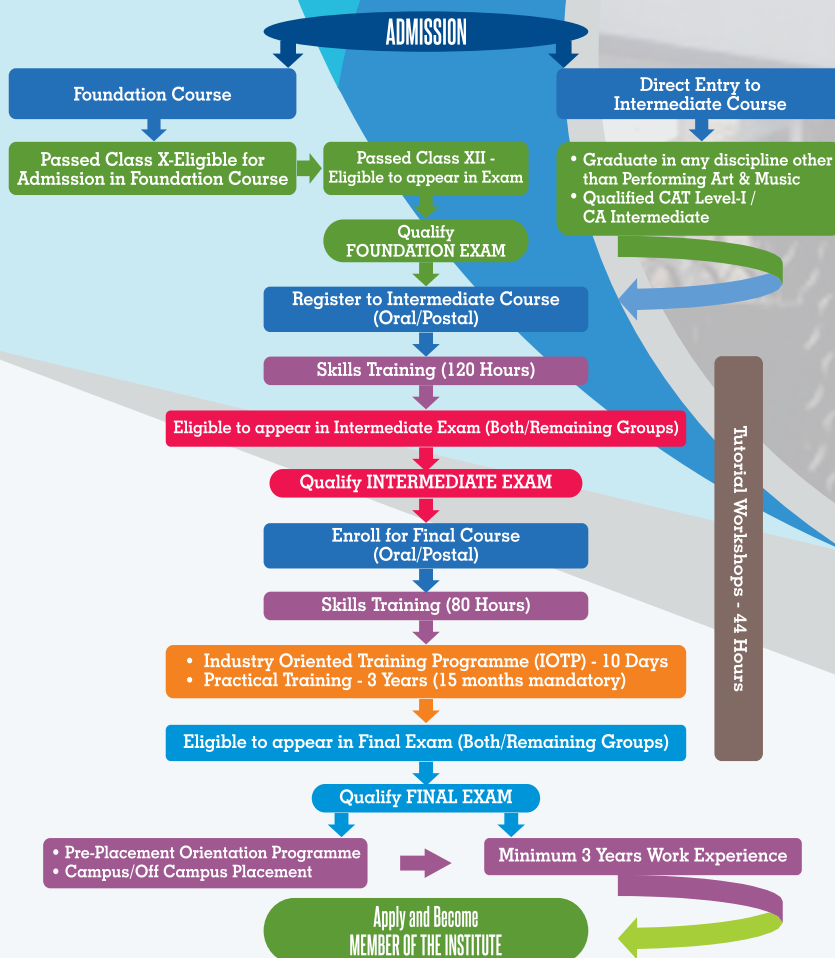 ADMISSION
Foundation Course
Direct Entry to
Intermediate Course
Passed Class X-Eligible for
Admission in Foundation Course
Passed Class XII -
Eligible to appear in Exam
• Graduate in any discipline other
than Performing Art & Music
• Qualified CAT Level-I /
CA Intermediate
Qualify
FOUNDATION EXAM
Register to Intermediate Course
(Oral/Postal)
Skills Training (120 Hours)
Eligible to appear in Intermediate Exam (Both/Remaining Groups)
Qualify INTERMEDIATE EXAM
Enroll for Final Course
(Oral/Postal)
Skills Training (80 Hours)
• Industry Oriented Training Programme (IOTP) - 10 Days
• Practical Training - 3 Years (15 months mandatory)
Eligible to appear in Final Exam (Both/Remaining Groups)
Tutorial Workshops - 44 Hours
Qualify FINAL EXAM
• Pre-Placement Orientation Programme
• Campus/Off Campus Placement
Minimum 3 Years Work Experience
Apply and Become
MEMBER OF THE INSTITUTE